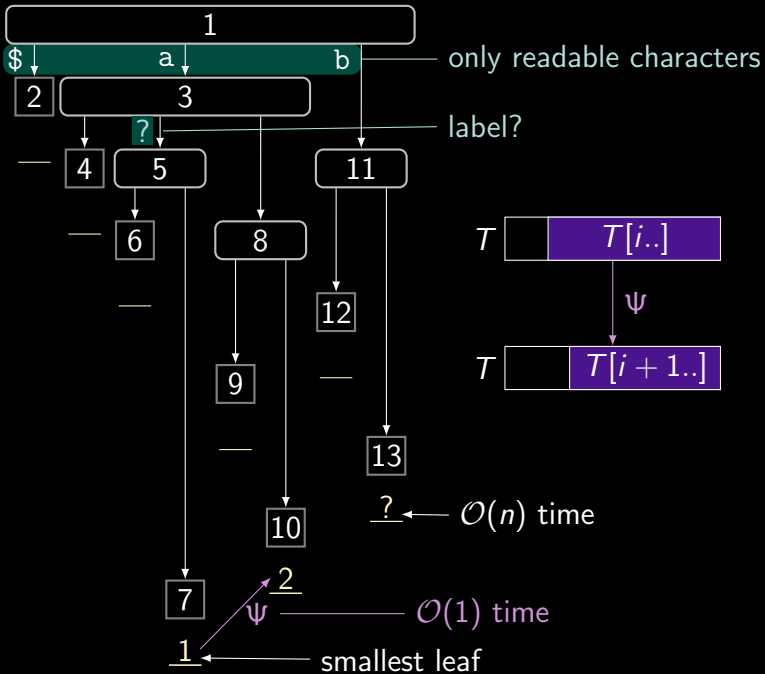 1
$ a b only readable characters
2 3
? label?
4 5 11
6 8 T T[i..]
Ψ
12
9 T T[i + 1..]
13
? O(n) time
10
2
7 Ψ O(1) time
1 smallest leaf